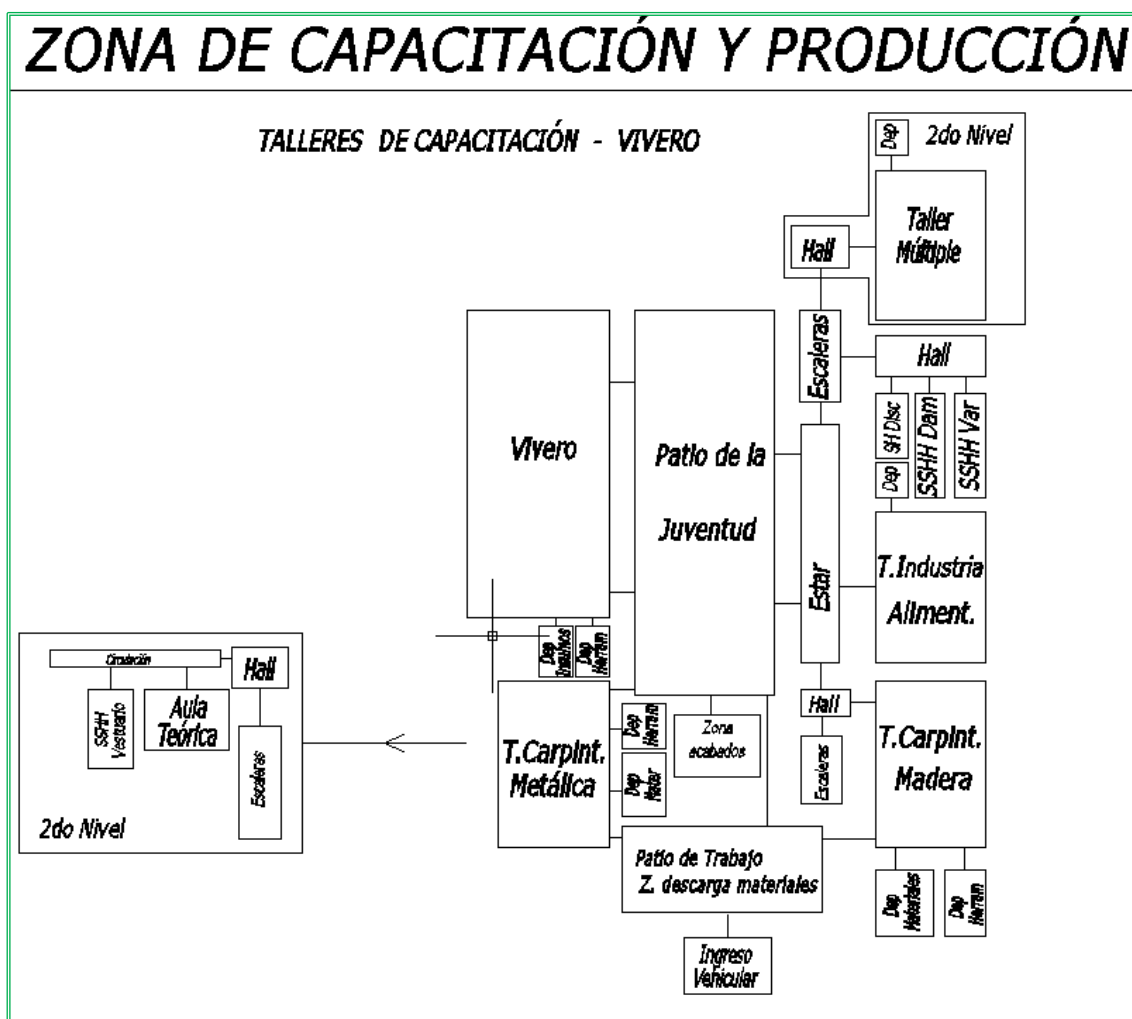 ZONA DE CAPACITACIÓN Y PRODUCCIÓN
TALLERES DE CAPACITACIÓN - VIVERO
Dep
2do Nivel
Taller
Múltiple
Hall
Escaleras
Hall
SH Disc
SSHH Dam
SSHH Var
Dep
Vivero
Patio de la
Juventud
Estar
T.Industria
Aliment.
Dep
Insumos
Dep
Herram
Circulación
Hall
SSHH
Vestuario
Aula
Teórica
Escaleras
2do Nivel
T.Carpint.
Metálica
Dep
Herram
Dep
Mater
Zona
acabados
Hall
Escaleras
T.Carpint.
Madera
Patio de Trabajo
Z. descarga materiales
Dep
Materiales
Dep
Herram
Ingreso
Vehicular